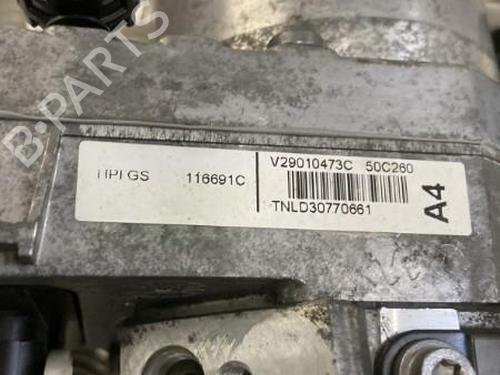 B-PARTS
HPI GS 116691C
V29010473C 50C260
TNLD30770661
A4